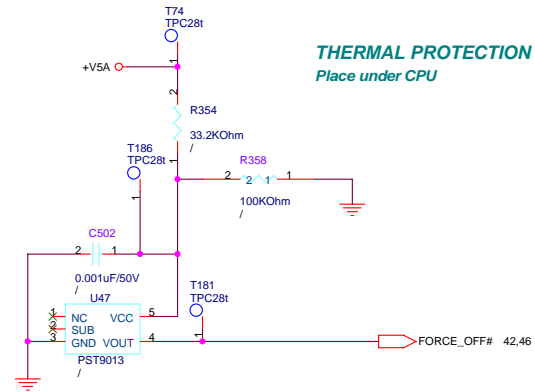 T74
TPC28t
THERMAL PROTECTION
Place under CPU
1
+V5A
2
R354
33.2KOhm
/
1
T186
TPC28t
1
R358
2 2 1 1
100KOhm
/
C502
2 1
0.001uF/50V
/
U47
T181
TPC28t
1
1 NC VCC 5
2 SUB
3 GND VOUT 4
PST9013
/
FORCE_OFF# 42,46